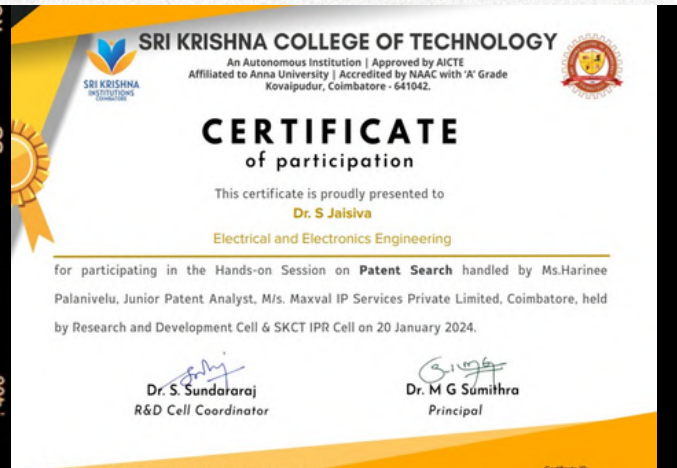 SRI KRISHNA COLLEGE OF TECHNOLOGY
An Autonomous Institution | Approved by AICTE
Affiliated to Anna University | Accredited by NAAC with 'A' Grade
Kovaipudur, Coimbatore - 641042.
SRI KRISHNA
INSTITUTIONS
COIMBATORE
CERTIFICATE
of participation
This certificate is proudly presented to
Dr. S Jaisiva
Electrical and Electronics Engineering
for participating in the Hands-on Session on Patent Search handled by Ms.Harinee
Palanivelu, Junior Patent Analyst, M/s. Maxval IP Services Private Limited, Coimbatore, held
by Research and Development Cell & SKCT IPR Cell on 20 January 2024.
Dr. S. Sundararaj
R&D Cell Coordinator
Dr. M G Sumithra
Principal